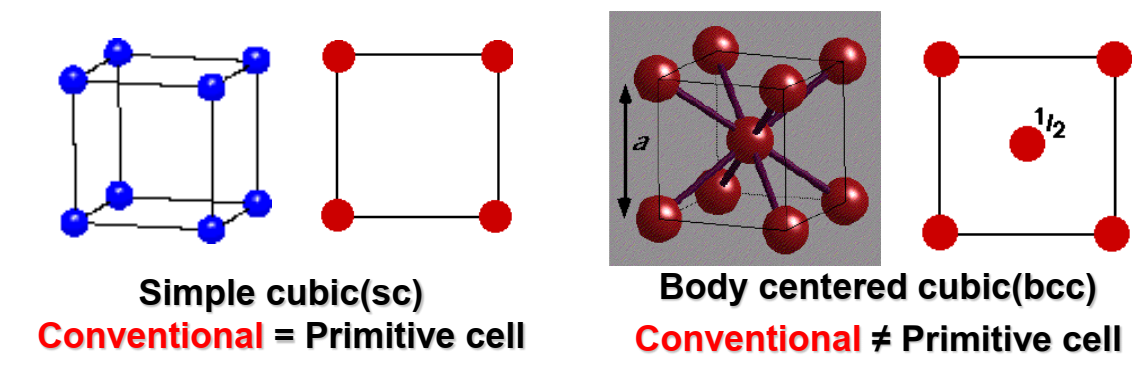 a
1/2
Simple cubic(sc)
Conventional = Primitive cell
Body centered cubic(bcc)
Conventional ≠ Primitive cell